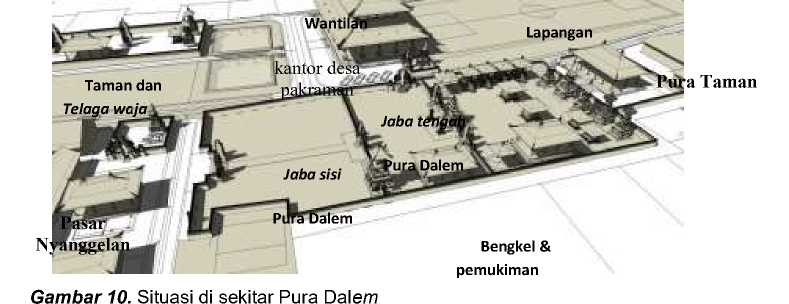 Wantilan
Lapangan
kantor desa
pakraman
Taman dan
Telaga waja
Pura Taman
Jaba tengah
Jaba sisi
Pura Dalem
Pura Dalem
Pasar
Nyanggelan
Bengkel &
pemukiman
Gambar 10. Situasi di sekitar Pura Dalem